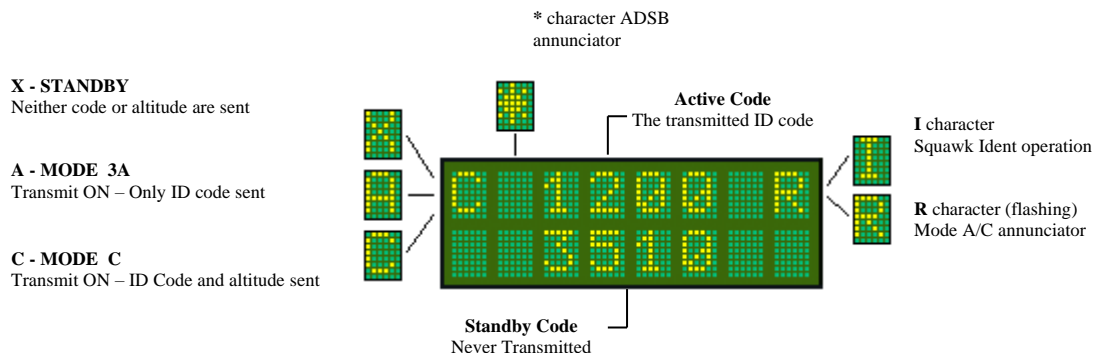 * character ADSB
annunciator
X - STANDBY
Neither code or altitude are sent
*
Active Code
The transmitted ID code
X
I
I character
Squawk Ident operation
A - MODE 3A
Transmit ON – Only ID code sent
A
C 1200 R
R
R character (flashing)
Mode A/C annunciator
C - MODE C
Transmit ON – ID Code and altitude sent
C
3510
Standby Code
Never Transmitted